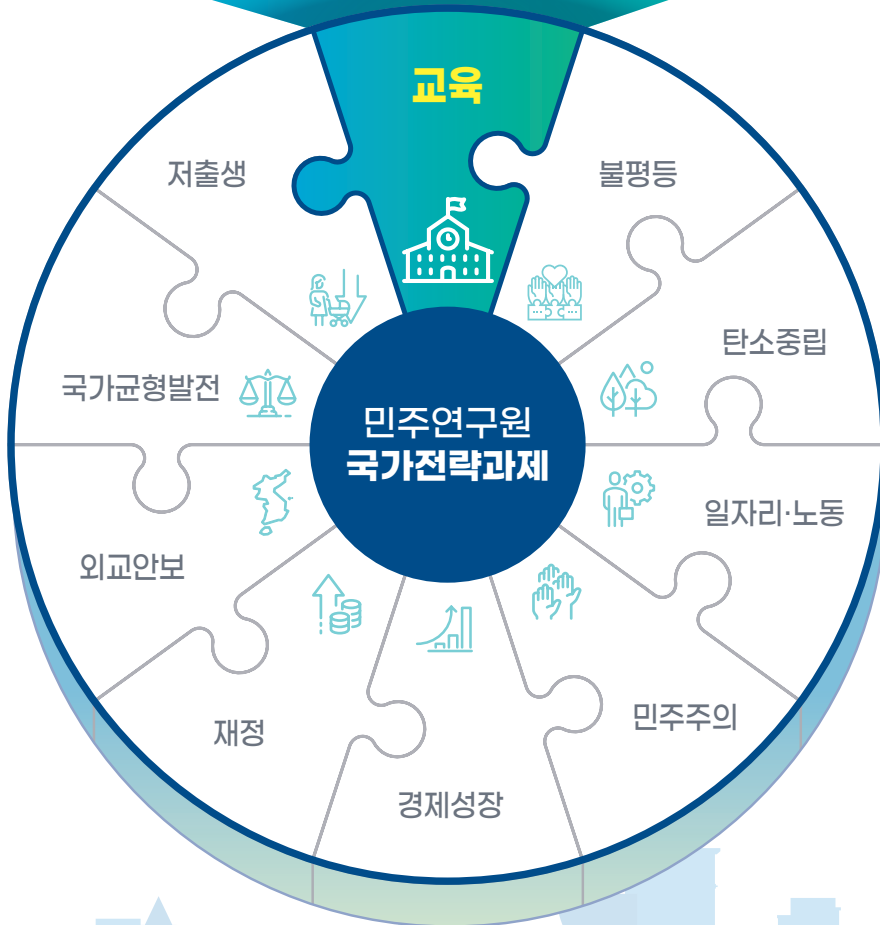 교육
저출생
불평등
탄소중립
국가균형발전
민주연구원
국가전략과제
일자리·노동
외교안보
민주주의
재정
경제성장